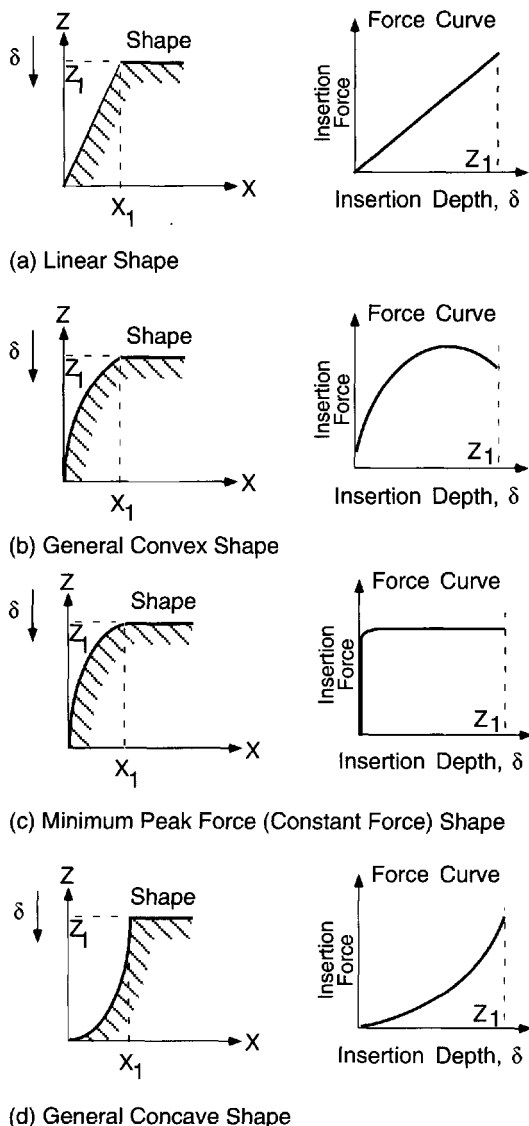 Z
Shape
Force Curve
δ
Z1
Insertion
Force
Z1
X
X1
Insertion Depth, δ
(a) Linear Shape
Z
Shape
Force Curve
δ
Z1
Insertion
Force
Z1
X
X1
Insertion Depth, δ
(b) General Convex Shape
Z
Shape
Force Curve
δ
Z1
Insertion
Force
Z1
X
X1
Insertion Depth, δ
(c) Minimum Peak Force (Constant Force) Shape
Z
Shape
Force Curve
δ
Z1
Insertion
Force
Z1
X
X1
Insertion Depth, δ
(d) General Concave Shape